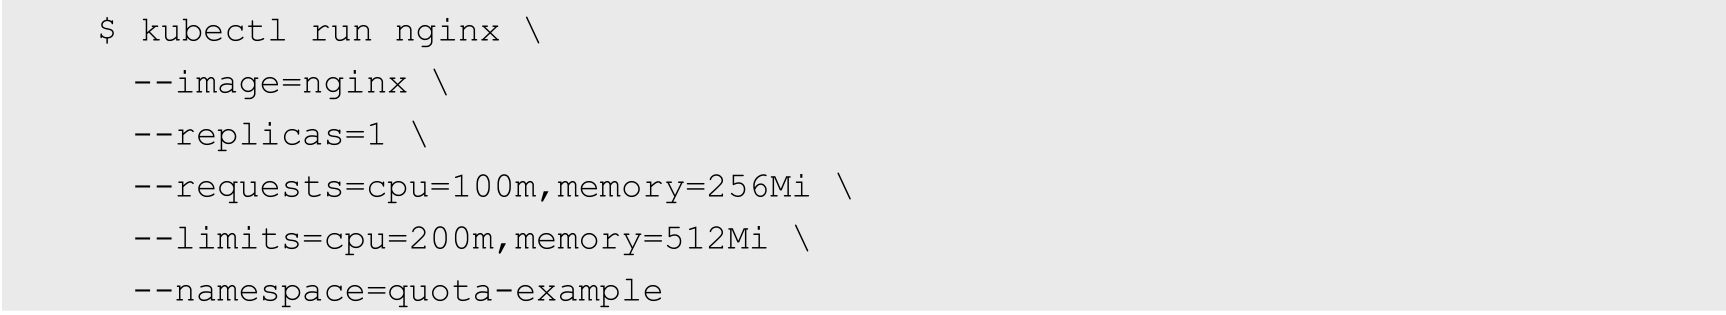 $ kubectl run nginx \
--image=nginx \
--replicas=1 \
--requests=cpu=100m,memory=256Mi \
--limits=cpu=200m,memory=512Mi \
--namespace=quota-example